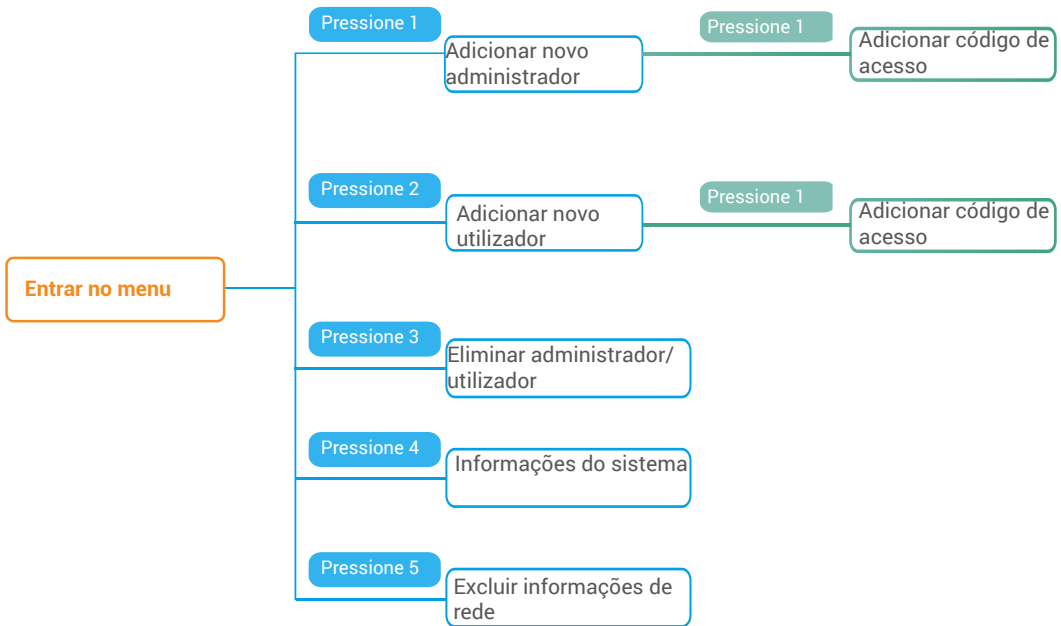 Pressione 1
Adicionar novo
administrador
Pressione 1
Adicionar código de
acesso
Pressione 2
Adicionar novo
utilizador
Pressione 1
Adicionar código de
acesso
Entrar no menu
Pressione 3
Eliminar administrador/
utilizador
Pressione 4
Informações do sistema
Pressione 5
Excluir informações de
rede